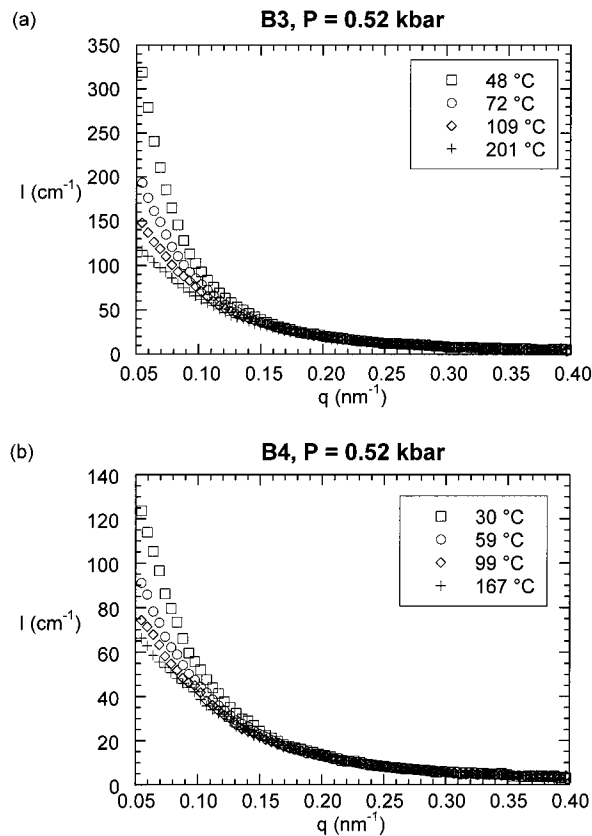 (a)
B3, P = 0.52 kbar
350
300
250
200
150
100
50
0
I (cm⁻¹)
□ 48 °C
○ 72 °C
◇ 109 °C
+ 201 °C
0.05 0.10 0.15 0.20 0.25 0.30 0.35 0.40
q (nm⁻¹)
(b)
B4, P = 0.52 kbar
140
120
100
80
60
40
20
0
I (cm⁻¹)
□ 30 °C
○ 59 °C
◇ 99 °C
+ 167 °C
0.05 0.10 0.15 0.20 0.25 0.30 0.35 0.40
q (nm⁻¹)